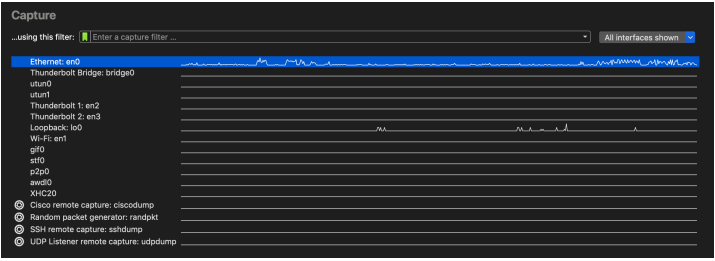 Capture
...using this filter: Enter a capture filter ... All interfaces shown
Ethernet: en0
Thunderbolt Bridge: bridge0
utun0
utun1
Thunderbolt 1: en2
Thunderbolt 2: en3
Loopback: lo0
Wi-Fi: en1
gif0
stf0
p2p0
awdl0
XHC20
Cisco remote capture: ciscodump
Random packet generator: randpkt
SSH remote capture: sshdump
UDP Listener remote capture: udpdump